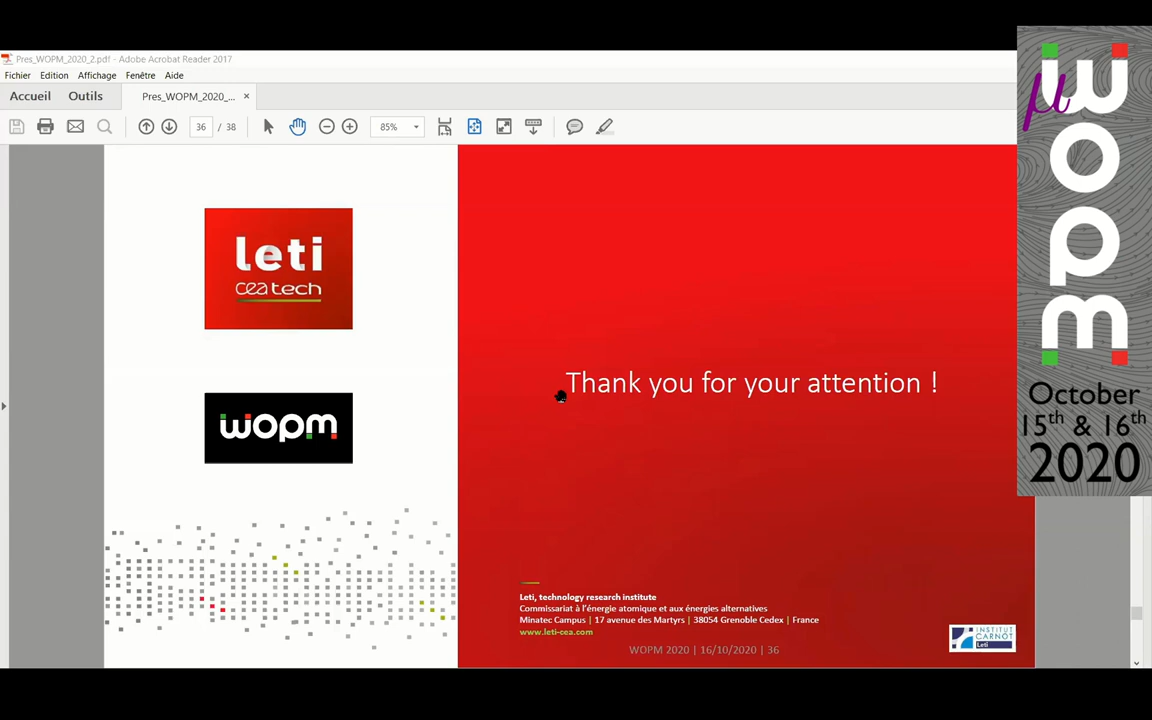 Pres_WOPM_2020_2.pdf - Adobe Acrobat Reader 2017
Fichier Edition Affichage Fenêtre Aide
Accueil Outils Pres_WOPM_2020_... ×
36 / 38 85%
leti
ceatech
wopm
Thank you for your attention !
Leti, technology research institute
Commissariat à l'énergie atomique et aux énergies alternatives
Minatec Campus | 17 avenue des Martyrs | 38054 Grenoble Cedex | France
www.leti-cea.com
WOPM 2020 | 16/10/2020 | 36
INSTITUT
CARNOT
Leti
μ
wopm
October
15th & 16th
2020